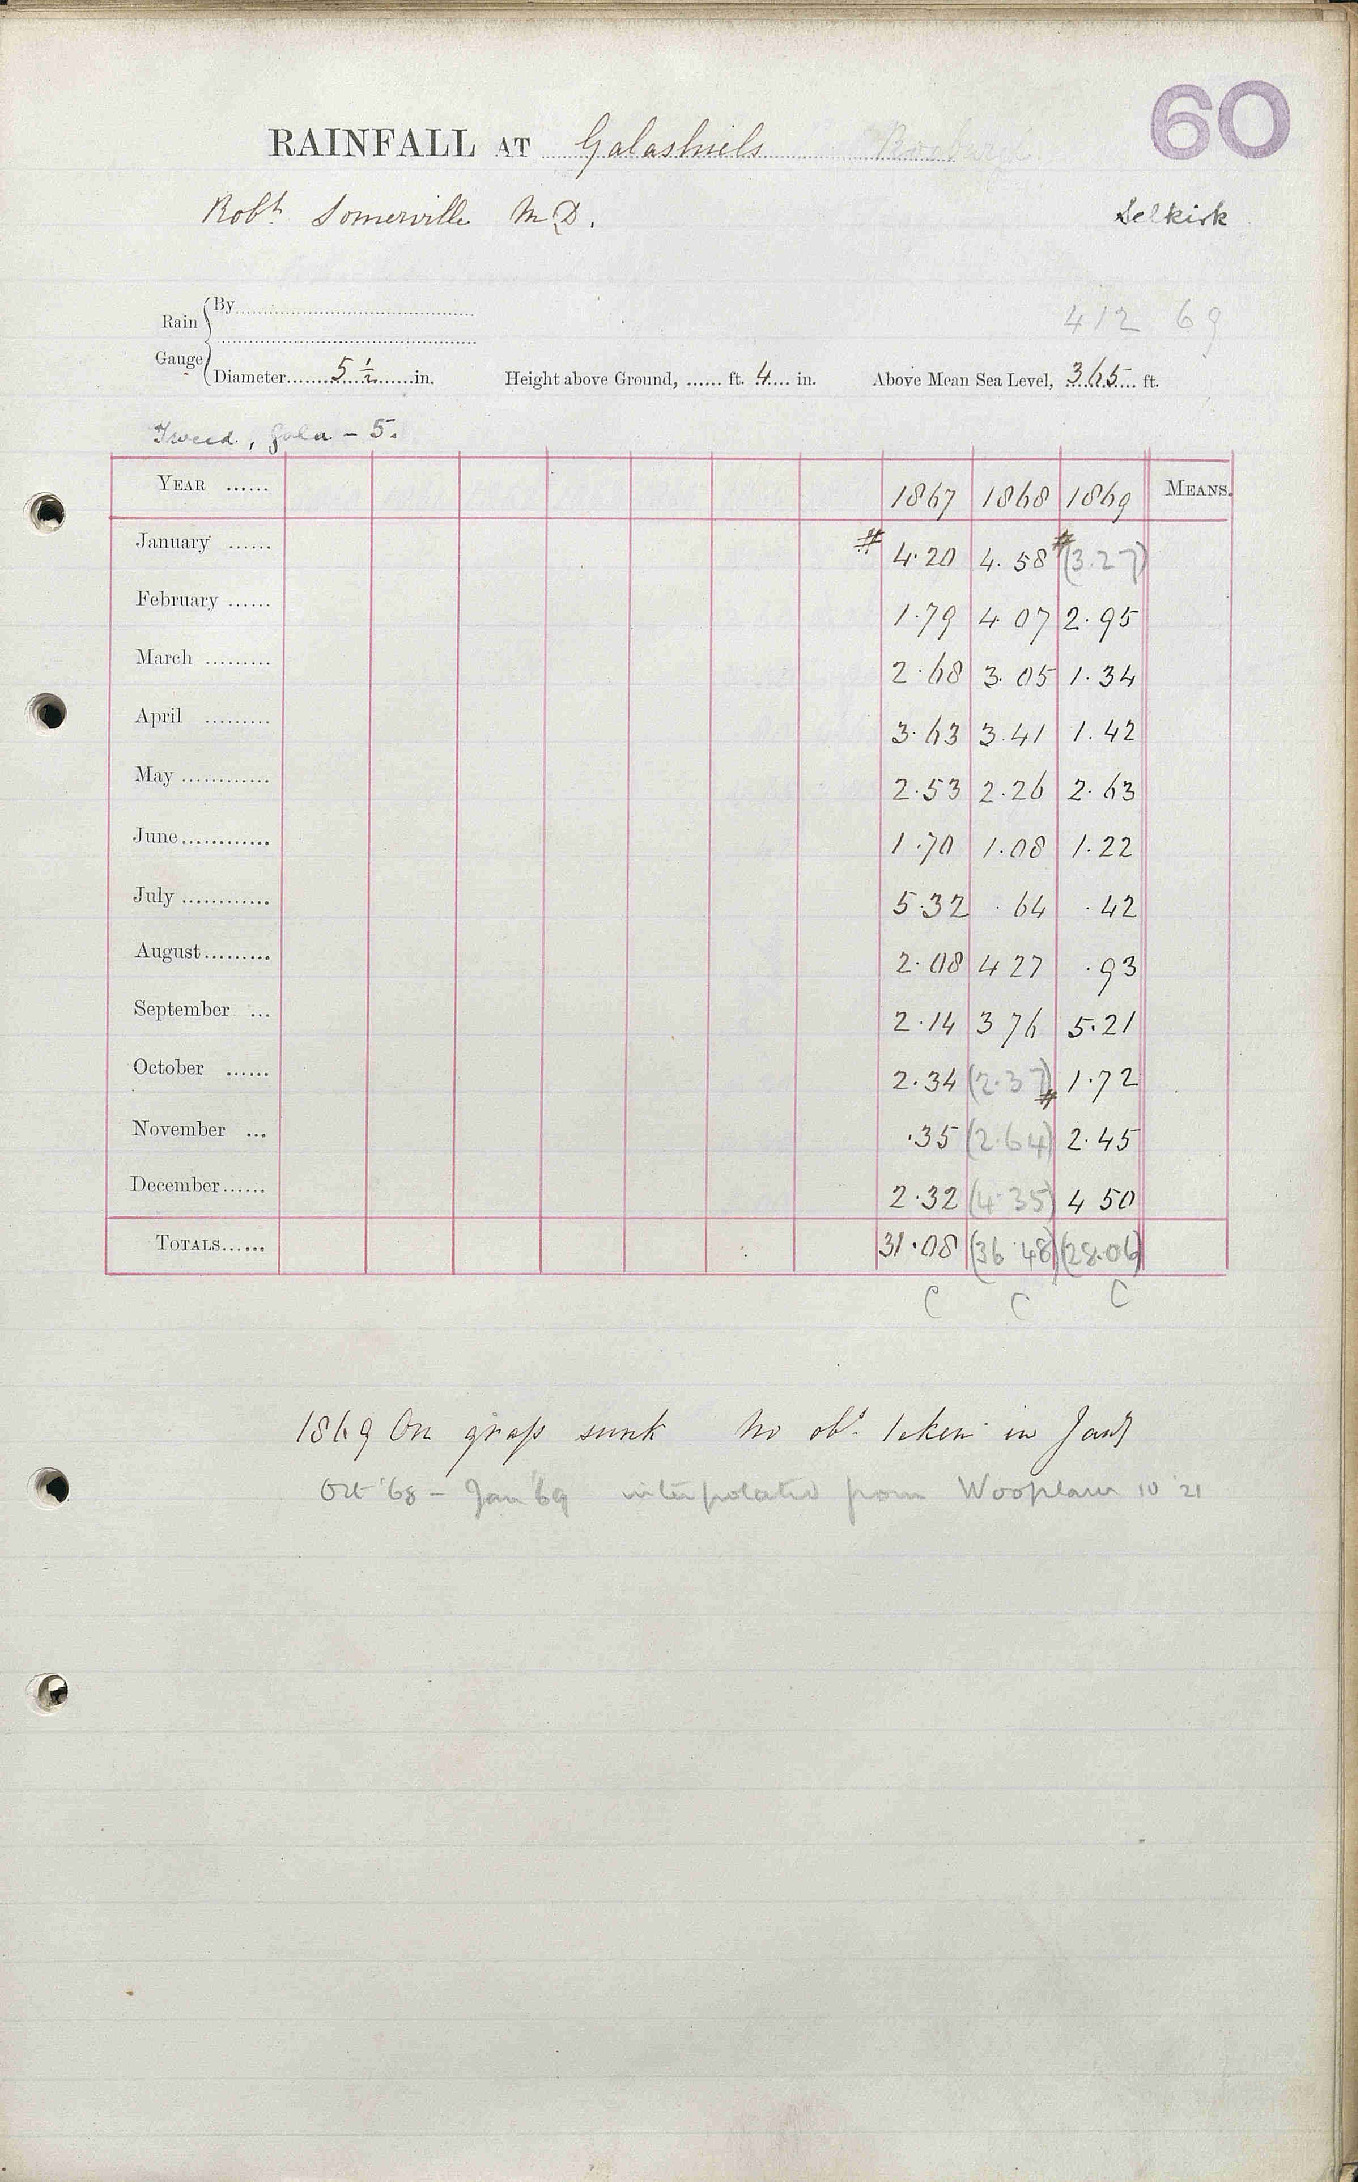 60
RAINFALL AT Galashiels Roxburgh
Robt Somerville M.D. Selkirk
412 69
Rain Gauge
By
Diameter 5 1/2 in. Height above Ground, ...... ft. 4 in. Above Mean Sea Level, 365 ft.
Tweed, Gala - 5.
YEAR ...... 1867 1868 1869 MEANS.
January ...... # 4.20 4.58 # (3.27)
February ...... 1.79 4 07 2.95
March ......... 2.68 3.05 1.34
April ......... 3.63 3.41 1.42
May ............ 2.53 2.26 2.63
June ............ 1.70 1.08 1.22
July ............ 5.32 .64 .42
August ......... 2.08 4 27 .93
September ... 2.14 3 76 5.21
October ...... 2.34 (2.37) # 1.72
November ... .35 (2.64) 2.45
December ...... 2.32 (4.35) 4 50
TOTALS ...... 31.08 (36.48) (28.06)
C C C
1869 On grass sunk No obs. taken in Jany
Oct '68 - Jan '69 interpolated from Wooplaw 10 '21